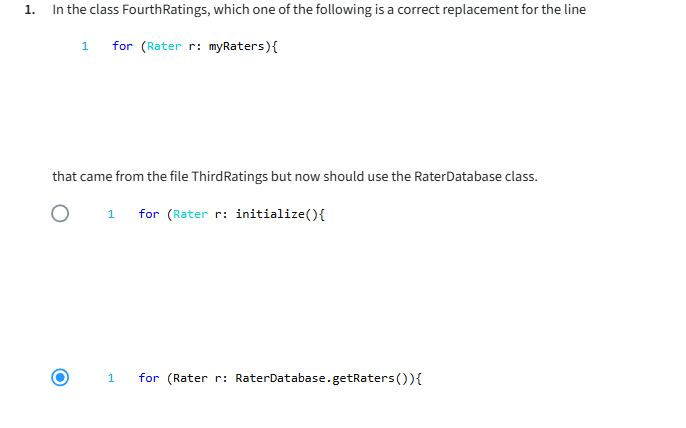 1. In the class FourthRatings, which one of the following is a correct replacement for the line
1 for (Rater r: myRaters){
that came from the file ThirdRatings but now should use the RaterDatabase class.
1 for (Rater r: initialize(){
1 for (Rater r: RaterDatabase.getRaters()){